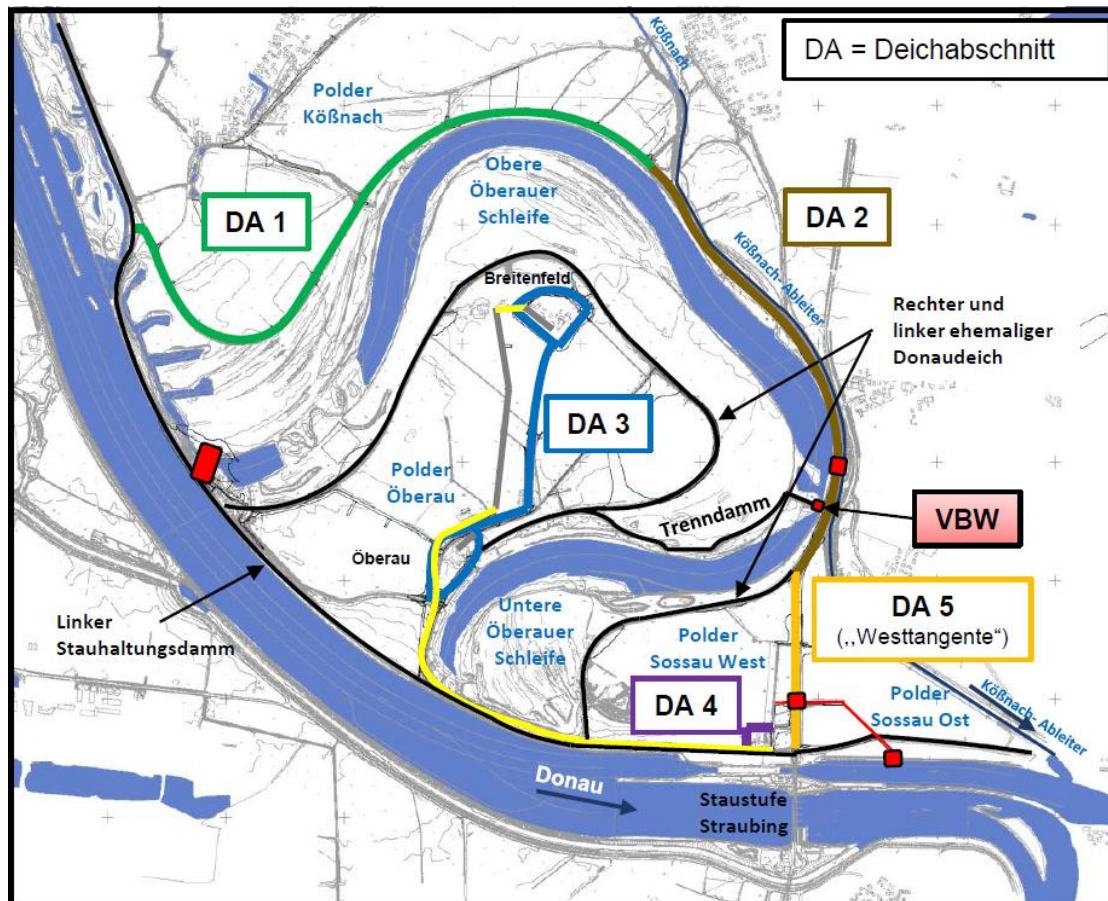 DA = Deichabschnitt
Kößnach
Polder
Kößnach
Obere
Öberauer
Schleife
DA 1
DA 2
Kößnach- Ableiter
Breitenfeld
Rechter und
linker ehemaliger
Donaudeich
DA 3
Polder
Öberau
Trenndamm
VBW
Öberau
Linker
Stauhaltungsdamm
Untere
Öberauer
Schleife
Polder
Sossau West
DA 5
(„Westtangente“)
DA 4
Polder
Sossau Ost
Kößnach- Ableiter
Donau
Staustufe
Straubing